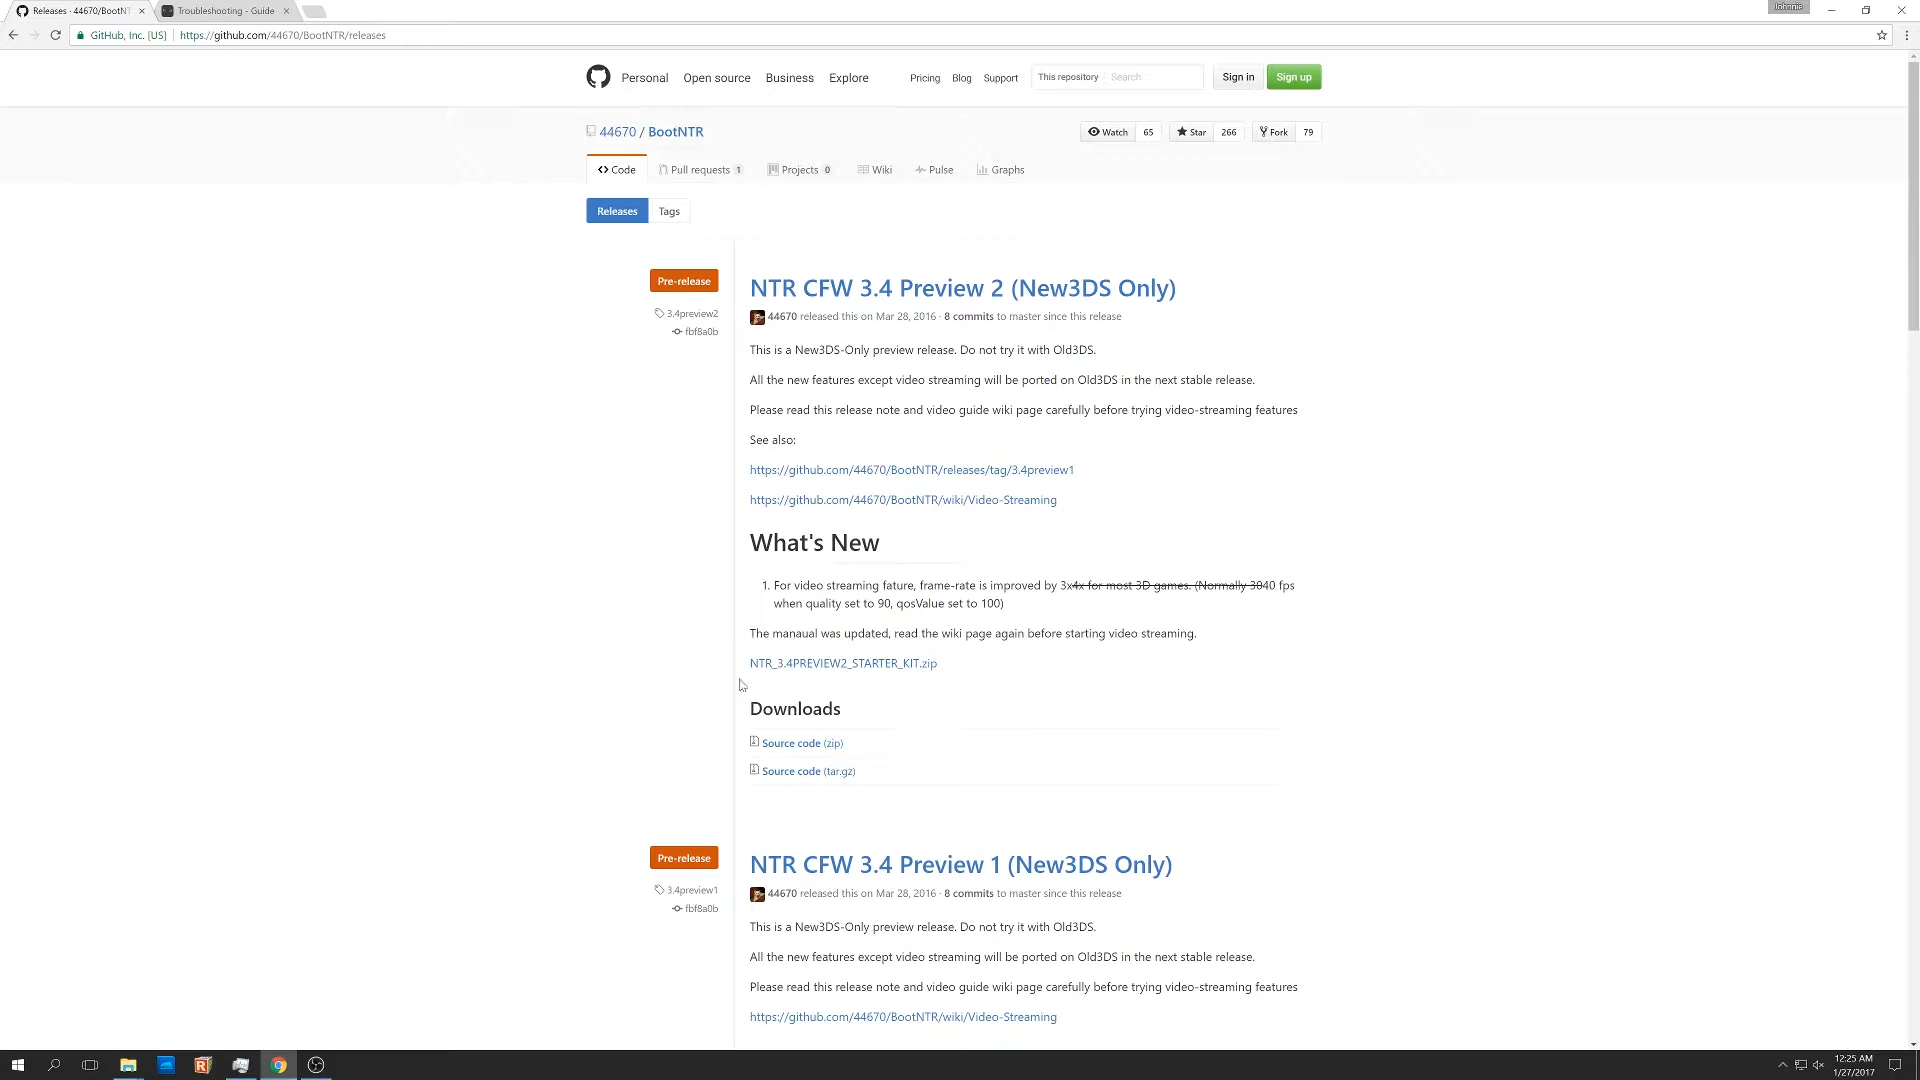 Releases · 44670/BootNT
Troubleshooting - Guide
Johnnie
GitHub, Inc. [US]
https://github.com/44670/BootNTR/releases
Personal
Open source
Business
Explore
Pricing
Blog
Support
This repository
Search
Sign in
Sign up
44670 / BootNTR
Watch
65
Star
266
Fork
79
Code
Pull requests 1
Projects 0
Wiki
Pulse
Graphs
Releases
Tags
Pre-release
3.4preview2
fbf8a0b
NTR CFW 3.4 Preview 2 (New3DS Only)
44670 released this on Mar 28, 2016 · 8 commits to master since this release
This is a New3DS-Only preview release. Do not try it with Old3DS.
All the new features except video streaming will be ported on Old3DS in the next stable release.
Please read this release note and video guide wiki page carefully before trying video-streaming features
See also:
https://github.com/44670/BootNTR/releases/tag/3.4preview1
https://github.com/44670/BootNTR/wiki/Video-Streaming
What's New
1. For video streaming fature, frame-rate is improved by 3x4x for most 3D games. (Normally 3040 fps
when quality set to 90, qosValue set to 100)
The manaual was updated, read the wiki page again before starting video streaming.
NTR_3.4PREVIEW2_STARTER_KIT.zip
Downloads
Source code (zip)
Source code (tar.gz)
Pre-release
3.4preview1
fbf8a0b
NTR CFW 3.4 Preview 1 (New3DS Only)
44670 released this on Mar 28, 2016 · 8 commits to master since this release
This is a New3DS-Only preview release. Do not try it with Old3DS.
All the new features except video streaming will be ported on Old3DS in the next stable release.
Please read this release note and video guide wiki page carefully before trying video-streaming features
https://github.com/44670/BootNTR/wiki/Video-Streaming
12:25 AM
1/27/2017